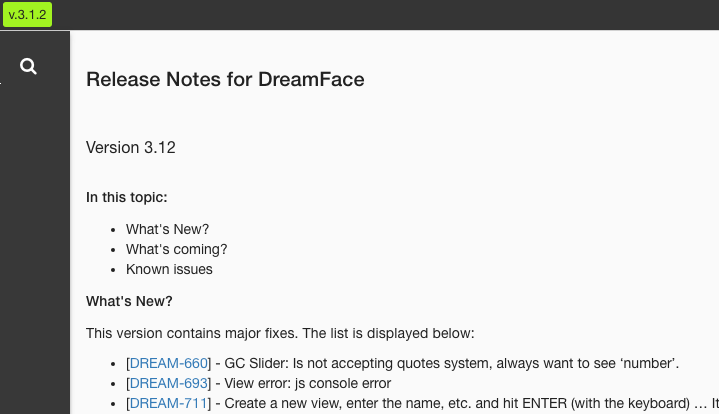 v.3.1.2
Release Notes for DreamFace
Version 3.12
In this topic:
• What's New?
• What's coming?
• Known issues
What's New?
This version contains major fixes. The list is displayed below:
• [DREAM-660] - GC Slider: Is not accepting quotes system, always want to see ‘number’.
• [DREAM-693] - View error: js console error
• [DREAM-711] - Create a new view, enter the name, etc. and hit ENTER (with the keyboard) … It